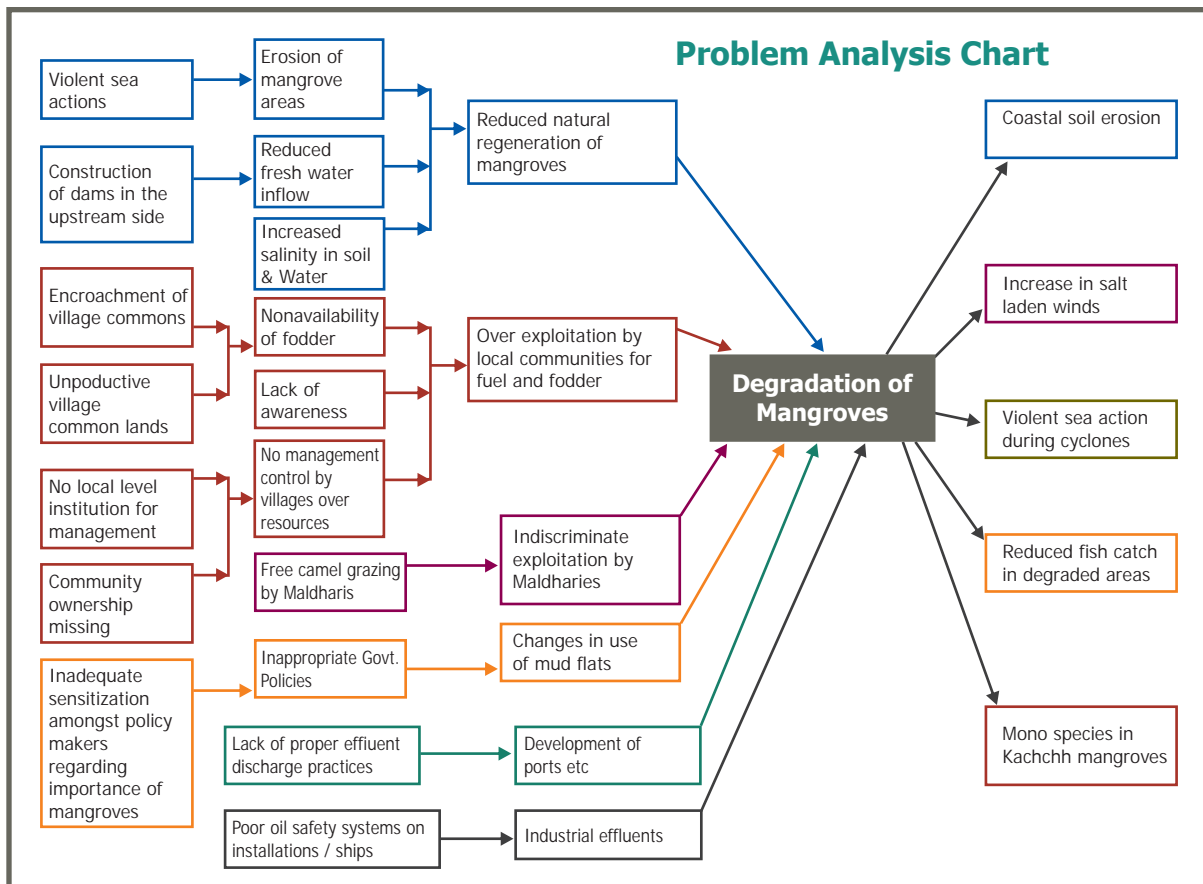 Problem Analysis Chart
Violent sea
actions
Erosion of
mangrove
areas
Construction
of dams in the
upstream side
Reduced
fresh water
inflow
Increased
salinity in soil
& Water
Reduced natural
regeneration of
mangroves
Encroachment of
village commons
Unpoductive
village
common lands
Nonavailability
of fodder
Lack of
awareness
No local level
institution for
management
Community
ownership
missing
No management
control by
villages over
resources
Over exploitation by
local communities for
fuel and fodder
Free camel grazing
by Maldharis
Indiscriminate
exploitation by
Maldharies
Inadequate
sensitization
amongst policy
makers
regarding
importance of
mangroves
Inappropriate Govt.
Policies
Changes in use
of mud flats
Lack of proper effiuent
discharge practices
Development of
ports etc
Poor oil safety systems on
installations / ships
Industrial effluents
Degradation of
Mangroves
Coastal soil erosion
Increase in salt
laden winds
Violent sea action
during cyclones
Reduced fish catch
in degraded areas
Mono species in
Kachchh mangroves